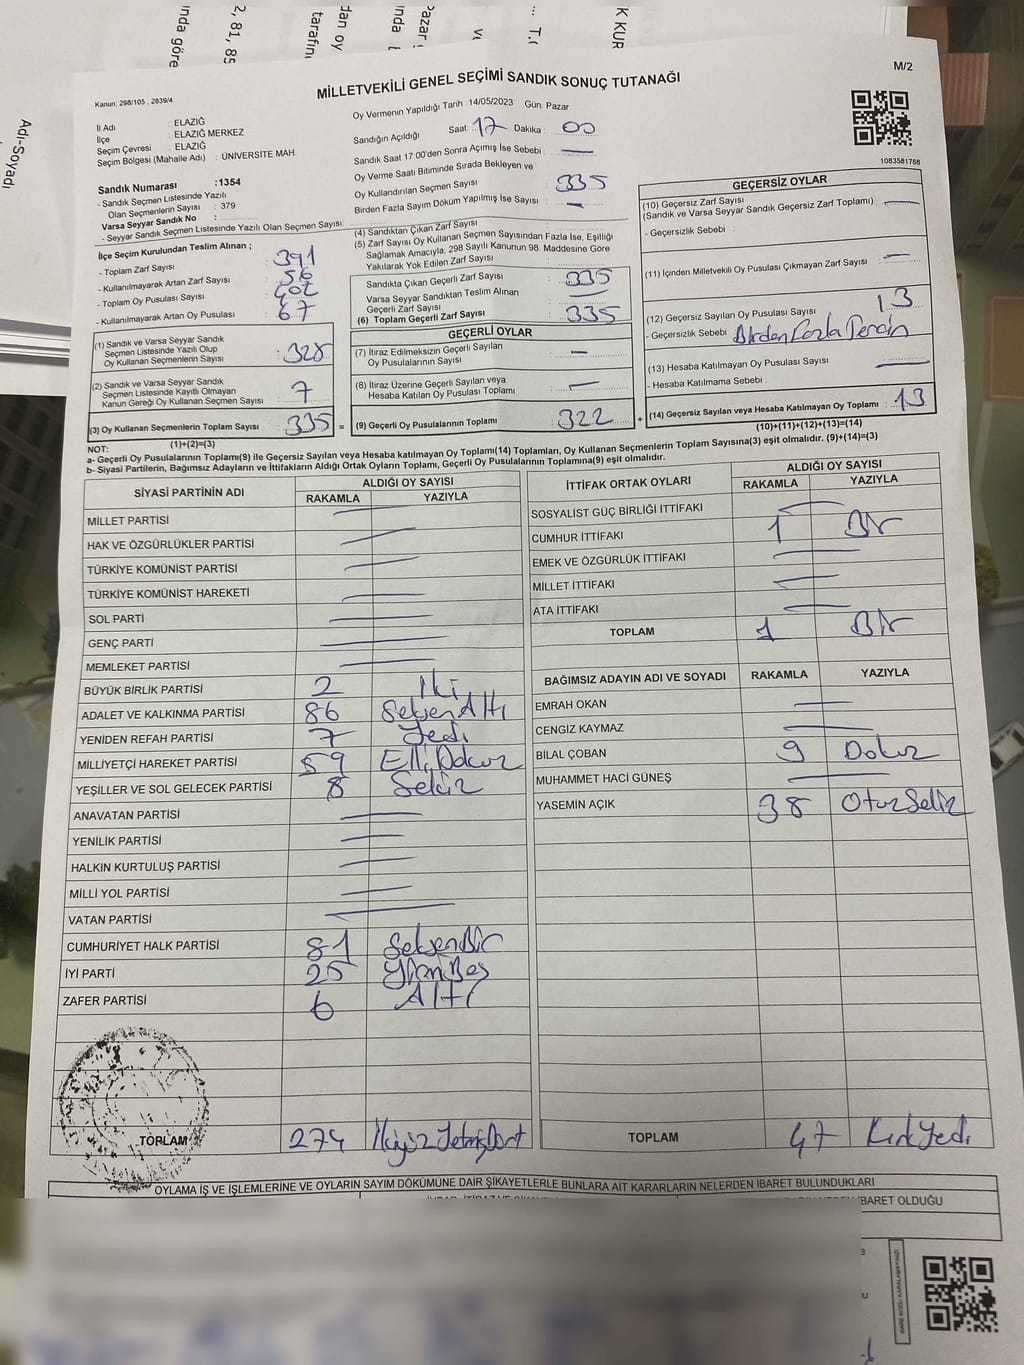 MİLLETVEKİLİ GENEL SEÇİMİ SANDIK SONUÇ TUTANAĞI
M/2
Kanun, 298/105 , 2839/4
İl Adı : ELAZIĞ
İlçe : ELAZIĞ MERKEZ
Seçim Çevresi : ELAZIĞ
Seçim Bölgesi (Mahalle Adı) : ÜNİVERSİTE MAH.
Sandık Numarası :1354
- Sandık Seçmen Listesinde Yazılı
Olan Seçmenlerin Sayısı : 379
Varsa Seyyar Sandık No :
- Seyyar Sandık Seçmen Listesinde Yazılı Olan Seçmen Sayısı:
İlçe Seçim Kurulundan Teslim Alınan ;
- Toplam Zarf Sayısı : 391
- Kullanılmayarak Artan Zarf Sayısı : 56
- Toplam Oy Pusulası Sayısı : 402
- Kullanılmayarak Artan Oy Pusulası : 67
(1) Sandık ve Varsa Seyyar Sandık
Seçmen Listesinde Yazılı Olup
Oy Kullanan Seçmenlerin Sayısı : 328
(2) Sandık ve Varsa Seyyar Sandık
Seçmen Listesinde Kayıtlı Olmayan
Kanun Gereği Oy Kullanan Seçmen Sayısı : 7
(3) Oy Kullanan Seçmenlerin Toplam Sayısı : 335
(1)+(2)=(3)
Oy Vermenin Yapıldığı Tarih :14/05/2023 Gün: Pazar
Sandığın Açıldığı Saat : 17 Dakika : 00
Sandık Saat 17:00'den Sonra Açımış İse Sebebi : —
Oy Verme Saati Bitiminde Sırada Bekleyen ve
Oy Kullandırılan Seçmen Sayısı : 335
Birden Fazla Sayım Döküm Yapılmış İse Sayısı : —
(4) Sandıktan Çıkan Zarf Sayısı :
(5) Zarf Sayısı Oy Kullanan Seçmen Sayısından Fazla İse, Eşitliği
Sağlamak Amacıyla, 298 Sayılı Kanunun 98. Maddesine Göre
Yakılarak Yok Edilen Zarf Sayısı :
Sandıkta Çıkan Geçerli Zarf Sayısı : 335
Varsa Seyyar Sandıktan Teslim Alınan
Geçerli Zarf Sayısı : —
(6) Toplam Geçerli Zarf Sayısı : 335
GEÇERLİ OYLAR
(7) İtiraz Edilmeksizin Geçerli Sayılan
Oy Pusulalarının Sayısı : —
(8) İtiraz Üzerine Geçerli Sayılan veya
Hesaba Katılan Oy Pusulası Toplamı : —
= (9) Geçerli Oy Pusulalarının Toplamı : 322 +
1083581788
GEÇERSİZ OYLAR
(10) Geçersiz Zarf Sayısı
(Sandık ve Varsa Seyyar Sandık Geçersiz Zarf Toplamı) : —
- Geçersizlik Sebebi :
(11) İçinden Milletvekili Oy Pusulası Çıkmayan Zarf Sayısı : —
(12) Geçersiz Sayılan Oy Pusulası Sayısı : 13
- Geçersizlik Sebebi : Birden Fazla Tercih
(13) Hesaba Katılmayan Oy Pusulası Sayısı : —
- Hesaba Katılmama Sebebi :
(14) Geçersiz Sayılan veya Hesaba Katılmayan Oy Toplamı : 13
(10)+(11)+(12)+(13)=(14)
NOT:
a- Geçerli Oy Pusulasının Toplamı(9) ile Geçersiz Sayılan veya Hesaba katılmayan Oy Toplamı(14) Toplamları, Oy Kullanan Seçmenlerin Toplam Sayısına(3) eşit olmalıdır. (9)+(14)=(3)
b- Siyasi Partilerin, Bağımsız Adayların ve İttifakların Aldığı Ortak Oyların Toplamı, Geçerli Oy Pusulalarının Toplamına(9) eşit olmalıdır.
SİYASİ PARTİNİN ADI ALDIĞI OY SAYISI
RAKAMLA YAZIYLA
MİLLET PARTİSİ —
HAK VE ÖZGÜRLÜKLER PARTİSİ —
TÜRKİYE KOMÜNİST PARTİSİ —
TÜRKİYE KOMÜNİST HAREKETİ —
SOL PARTİ —
GENÇ PARTİ —
MEMLEKET PARTİSİ —
BÜYÜK BİRLİK PARTİSİ 2 İki
ADALET VE KALKINMA PARTİSİ 86 Seksen Altı
YENİDEN REFAH PARTİSİ 7 Yedi
MİLLİYETÇİ HAREKET PARTİSİ 59 Elli Dokuz
YEŞİLLER VE SOL GELECEK PARTİSİ 8 Sekiz
ANAVATAN PARTİSİ —
YENİLİK PARTİSİ —
HALKIN KURTULUŞ PARTİSİ —
MİLLİ YOL PARTİSİ —
VATAN PARTİSİ —
CUMHURİYET HALK PARTİSİ 81 Seksen Bir
İYİ PARTİ 25 Yirmi Beş
ZAFER PARTİSİ 6 Altı
TOPLAM 274 İkiyüz Yetmiş Dört
İTTİFAK ORTAK OYLARI ALDIĞI OY SAYISI
RAKAMLA YAZIYLA
SOSYALİST GÜÇ BİRLİĞİ İTTİFAKI —
CUMHUR İTTİFAKI 1 Bir
EMEK VE ÖZGÜRLÜK İTTİFAKI —
MİLLET İTTİFAKI —
ATA İTTİFAKI —
TOPLAM 1 Bir
BAĞIMSIZ ADAYIN ADI VE SOYADI RAKAMLA YAZIYLA
EMRAH OKAN —
CENGİZ KAYMAZ —
BİLAL ÇOBAN 9 Dokuz
MUHAMMET HACİ GÜNEŞ —
YASEMİN AÇIK 38 Otuz Sekiz
TOPLAM 47 Kırk Yedi
OYLAMA İŞ VE İŞLEMLERİNE VE OYLARIN SAYIM DÖKÜMÜNE DAİR ŞİKAYETLERLE BUNLARA AİT KARARLARIN NELERDEN İBARET BULUNDUKLARI
İBARET OLDUĞU
KARE KODU KARALAMAYINIZ!
Adı-Soyadı
ında göre
2, 81, 85
tarafın
dan oy